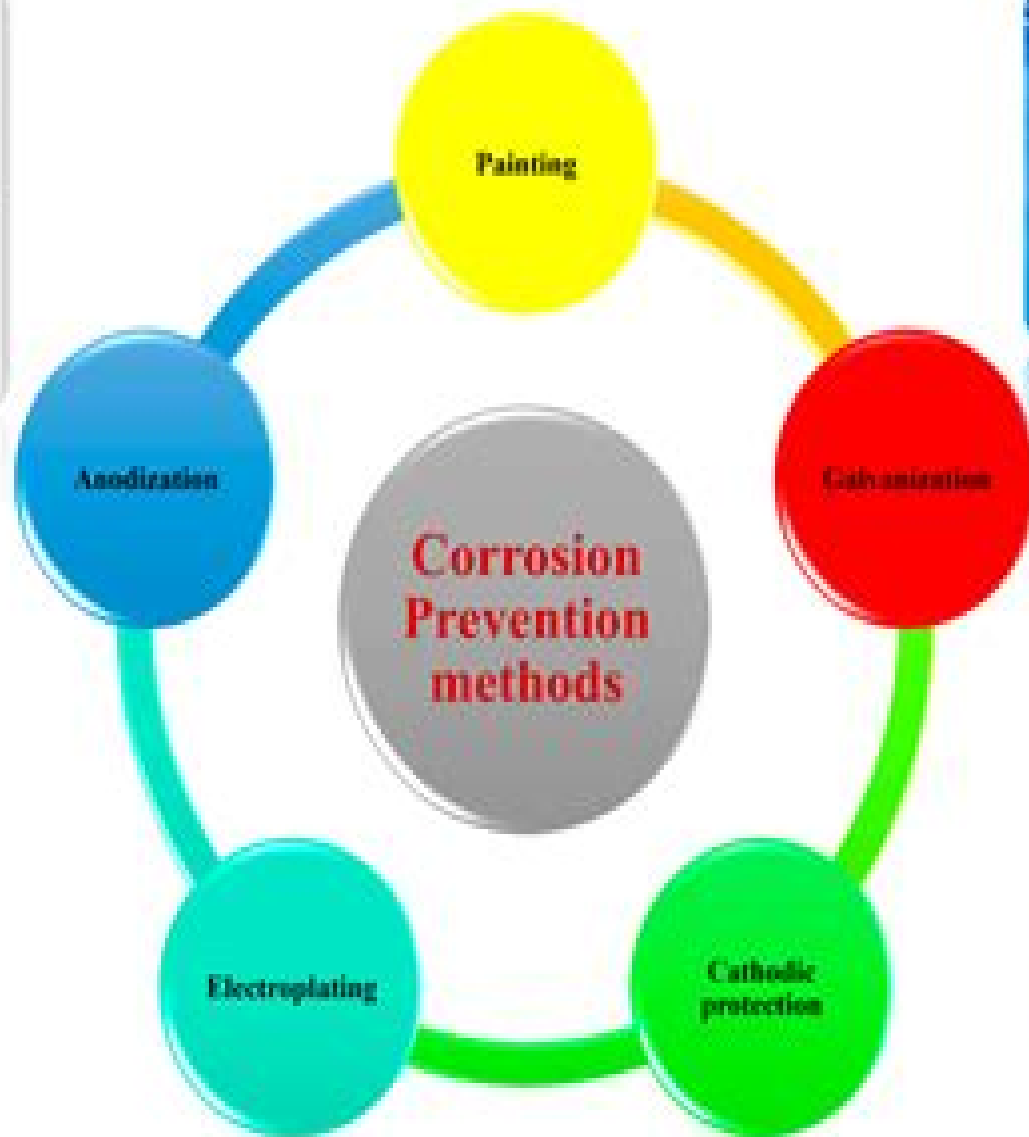 Painting
Galvanization
Cathodic
protection
Electroplating
Anodization
Corrosion
Prevention
methods